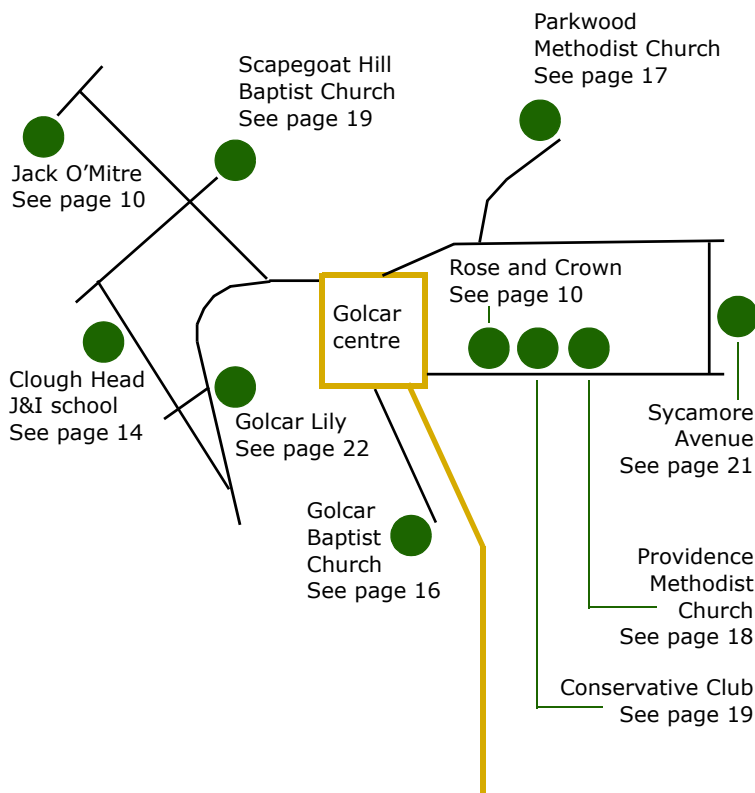 Parkwood
Methodist Church
See page 17
Scapegoat Hill
Baptist Church
See page 19
Jack O’Mitre
See page 10
Rose and Crown
See page 10
Golcar
centre
Clough Head
J&I school
See page 14
Golcar Lily
See page 22
Sycamore
Avenue
See page 21
Golcar
Baptist
Church
See page 16
Providence
Methodist
Church
See page 18
Conservative Club
See page 19